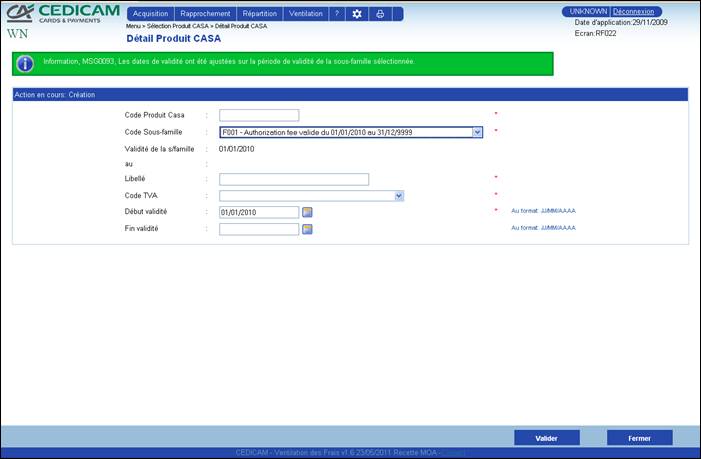 CA CEDICAM
CARDS & PAYMENTS
WN
Acquisition Rapprochement Répartition Ventilation ?
UNKNOWN Déconnexion
Menu > Sélection Produit CASA > Détail Produit CASA
Date d'application:29/11/2009
Détail Produit CASA
Ecran:RF022
Information, MSG0093, Les dates de validité ont été ajustées sur la période de validité de la sous-famille sélectionnée.
Action en cours: Création
Code Produit Casa : *
Code Sous-famille : F001 - Authorization fee valide du 01/01/2010 au 31/12/9999 *
Validité de la s/famille : 01/01/2010
au :
Libellé : *
Code TVA : *
Début validité : 01/01/2010 * Au format JJ/MM/AAAA
Fin validité : Au format JJ/MM/AAAA
Valider Fermer
CEDICAM - Ventilation des Frais v1.6 23/05/2011 Recette MOA -